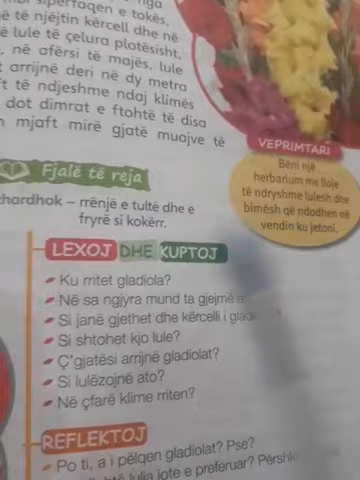 sipërfaqen e tokës,
të njëjtin kërcell dhe në
lule të çelura plotësisht,
në afërsi të majës, lule
arrijnë deri në dy metra
të ndjeshme ndaj klimës
dot dimrat e ftohtë të disa
mjaft mirë gjatë muajve të
VEPRIMTARI
Bëni një
herbarium me lloje
të ndryshme lulesh dhe
bimësh që ndodhen në
vendin ku jetoni.
Fjalë të reja
zhardhok – rrënjë e tultë dhe e
fryrë si kokërr.
LEXOJ DHE KUPTOJ
Ku rritet gladiola?
Në sa ngjyra mund ta gjejmë
Si janë gjethet dhe kërcelli i
Si shtohet kjo lule?
Ç'gjatësi arrijnë gladiolat?
Si lulëzojnë ato?
Në çfarë klime rriten?
REFLEKTOJ
Po ti, a i pëlqen gladiolat? Pse?
lulja jote e preferuar?